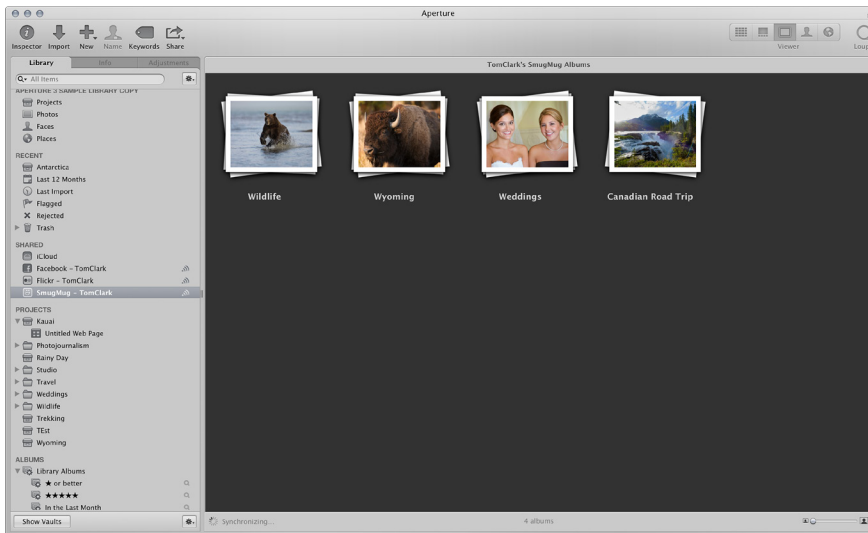 Aperture
Inspector Import New Name Keywords Share
Viewer
Loup
Library Info Adjustments
All Items
TomClark's SmugMug Albums
APERTURE 3 SAMPLE LIBRARY COPY
Projects
Photos
Faces
Places
RECENT
Antarctica
Last 12 Months
Last Import
Flagged
Rejected
Trash
SHARED
iCloud
Facebook – TomClark
Flickr – TomClark
SmugMug – TomClark
PROJECTS
Kauai
Untitled Web Page
Photojournalism
Rainy Day
Studio
Travel
Weddings
Wildlife
Trekking
TEst
Wyoming
ALBUMS
Library Albums
★ or better
★★★★★
In the Last Month
Show Vaults
Wildlife
Wyoming
Weddings
Canadian Road Trip
Synchronizing...
4 albums